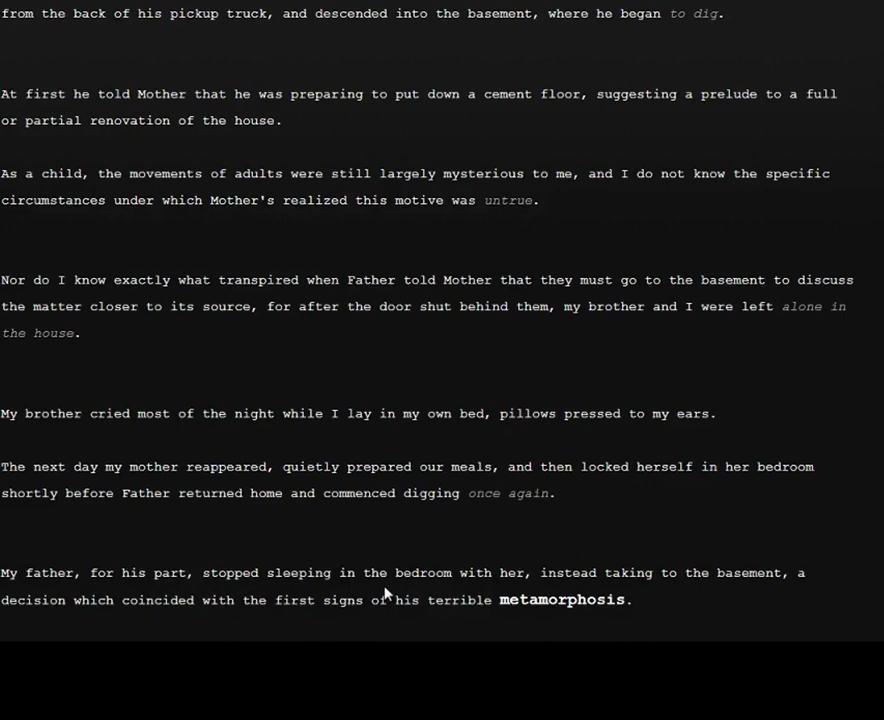 from the back of his pickup truck, and descended into the basement, where he began to dig.
At first he told Mother that he was preparing to put down a cement floor, suggesting a prelude to a full
or partial renovation of the house.
As a child, the movements of adults were still largely mysterious to me, and I do not know the specific
circumstances under which Mother's realized this motive was untrue.
Nor do I know exactly what transpired when Father told Mother that they must go to the basement to discuss
the matter closer to its source, for after the door shut behind them, my brother and I were left alone in
the house.
My brother cried most of the night while I lay in my own bed, pillows pressed to my ears.
The next day my mother reappeared, quietly prepared our meals, and then locked herself in her bedroom
shortly before Father returned home and commenced digging once again.
My father, for his part, stopped sleeping in the bedroom with her, instead taking to the basement, a
decision which coincided with the first signs of his terrible metamorphosis.